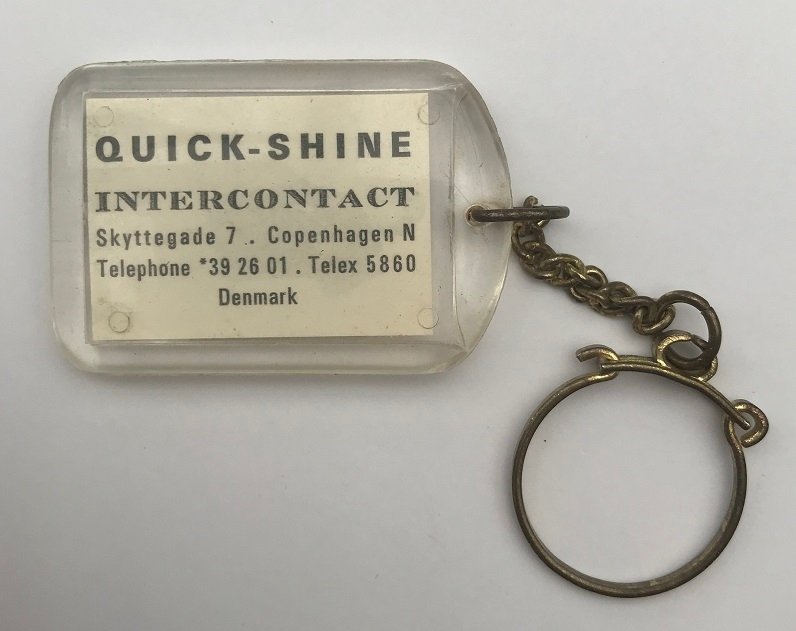 QUICK-SHINE
INTERCONTACT
Skyttegade 7 . Copenhagen N
Telephone *39 26 01 . Telex 5860
Denmark